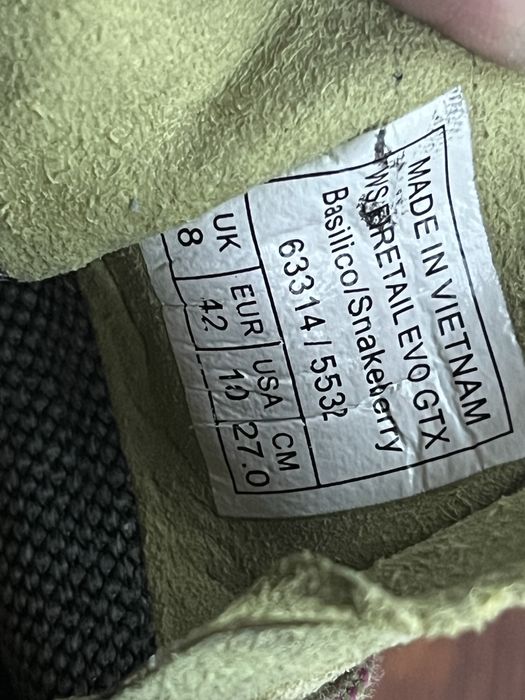 MADE IN VIETNAM
WS RETAIL EVO GTX
Basilico/Snakeberry
63314 / 5532
UK EUR USA CM
8 42 10 27.0